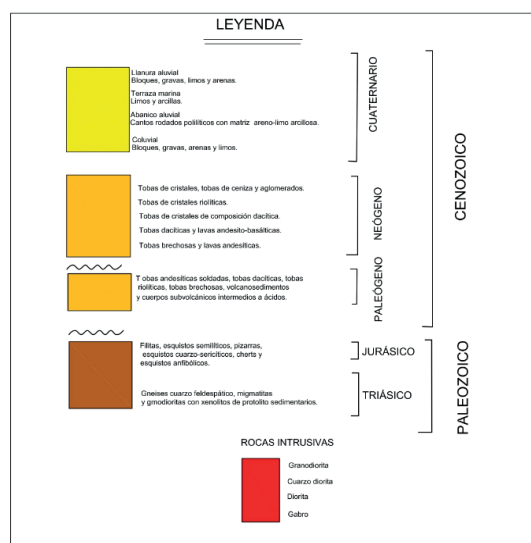 LEYENDA
Llanura aluvial
Bloques, gravas, limos y arenas.
Terraza marina
Limos y arcillas.
Abanico aluvial
Cantos rodados polilíticos con matriz areno-limo arcillosa.
Coluvial
Bloques, gravas, arenas y limos.
CUATERNARIO
Tobas de cristales, tobas de ceniza y aglomerados.
Tobas de cristales riolíticas.
Tobas de cristales de composición dacítica.
Tobas dacíticas y lavas andesito-basálticas.
Tobas brechosas y lavas andesíticas.
NEÓGENO
T obas andesíticas soldadas, tobas dacíticas, tobas
riolíticas, tobas brechosas, volcanosedimentos
y cuerpos subvolcánicos intermedios a ácidos.
PALEÓGENO
CENOZOICO
Filitas, esquistos semilíticos, pizarras,
esquistos cuarzo-sericíticos, cherts y
esquistos anfibólicos.
JURÁSICO
Gneises cuarzo feldespático, migmatitas
y gmodioritas con xenolitos de protolito sedimentarios.
TRIÁSICO
PALEOZOICO
ROCAS INTRUSIVAS
Granodiorita
Cuarzo diorita
Diorita
Gabro